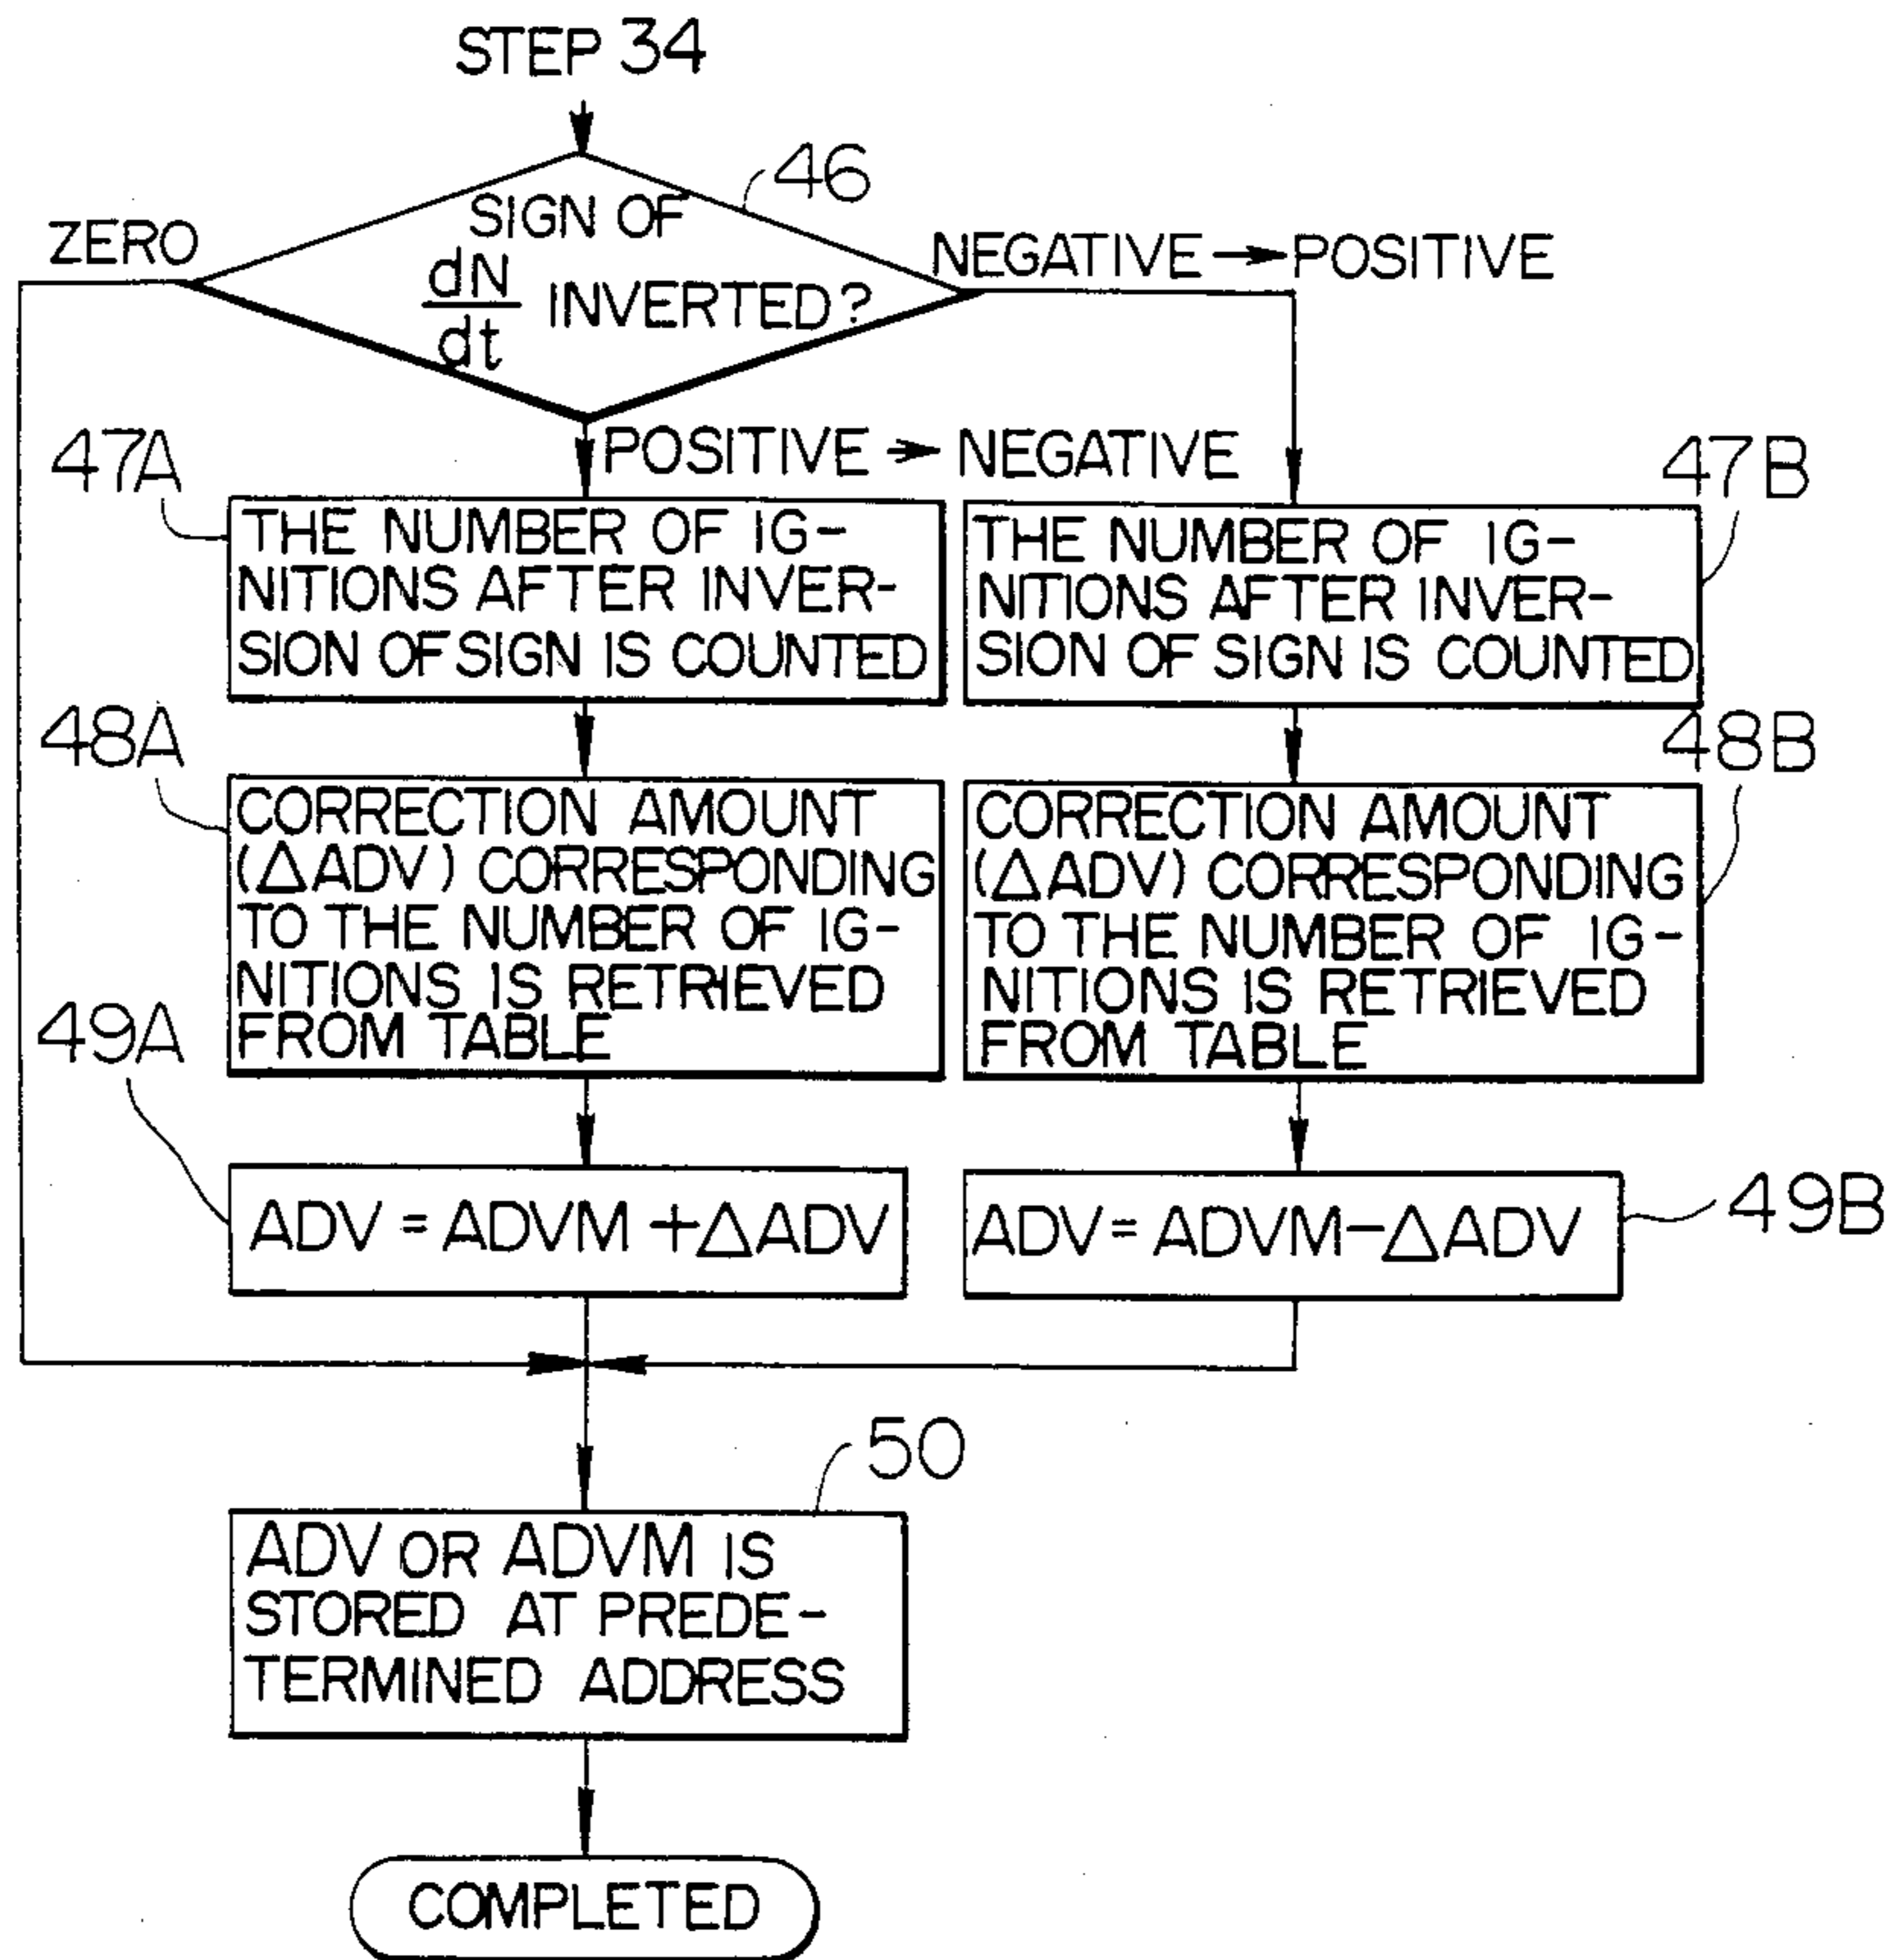 STEP 34
46
SIGN OF
dN
dt
INVERTED?
ZERO
NEGATIVE → POSITIVE
POSITIVE → NEGATIVE
47A
THE NUMBER OF IG-
NITIONS AFTER INVER-
SION OF SIGN IS COUNTED
47B
THE NUMBER OF IG-
NITIONS AFTER INVER-
SION OF SIGN IS COUNTED
48A
CORRECTION AMOUNT
(ΔADV) CORRESPONDING
TO THE NUMBER OF IG-
NITIONS IS RETRIEVED
FROM TABLE
48B
CORRECTION AMOUNT
(ΔADV) CORRESPONDING
TO THE NUMBER OF IG-
NITIONS IS RETRIEVED
FROM TABLE
49A
ADV = ADVM + ΔADV
49B
ADV = ADVM - ΔADV
50
ADV OR ADVM IS
STORED AT PREDE-
TERMINED ADDRESS
COMPLETED